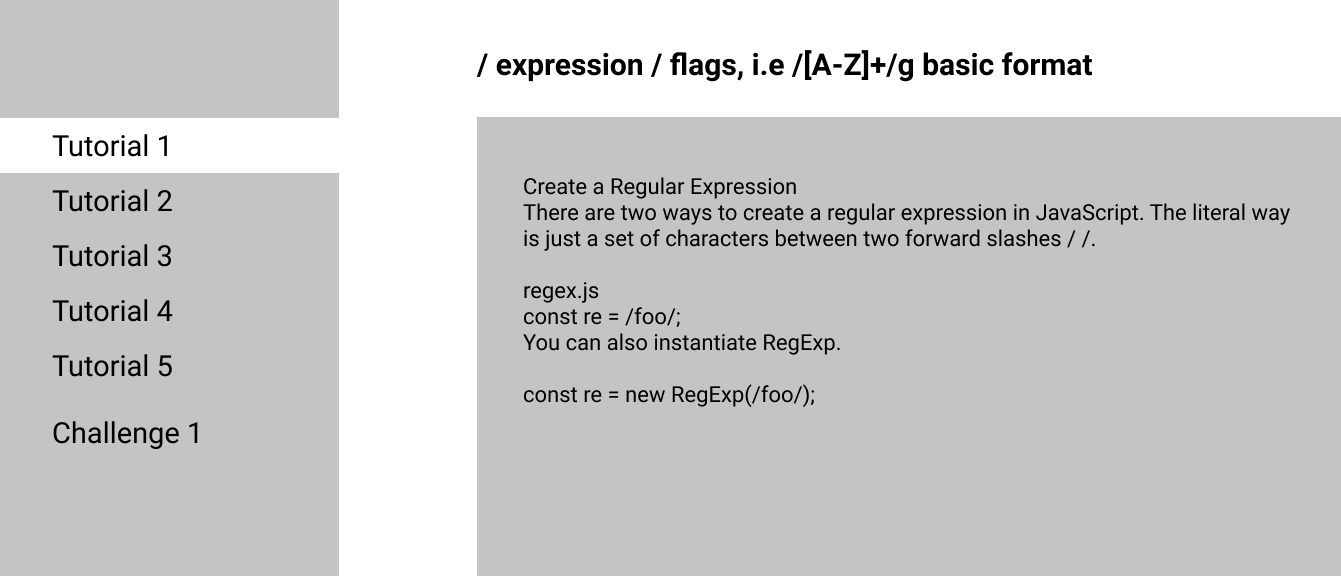 / expression / flags, i.e /[A-Z]+/g basic format
Tutorial 1
Tutorial 2
Tutorial 3
Tutorial 4
Tutorial 5
Challenge 1
Create a Regular Expression
There are two ways to create a regular expression in JavaScript. The literal way
is just a set of characters between two forward slashes / /.
regex.js
const re = /foo/;
You can also instantiate RegExp.
const re = new RegExp(/foo/);